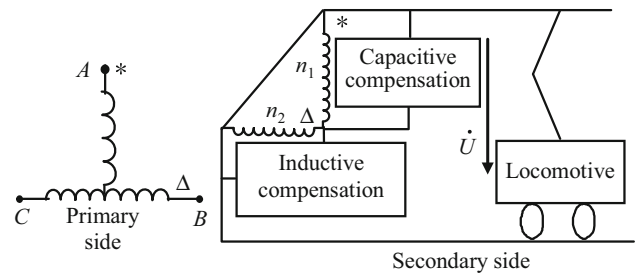 A *
C
Δ
B
Primary
side
*
n₁
n₂ Δ
Capacitive
compensation
Inductive
compensation
U̇
Locomotive
Secondary side